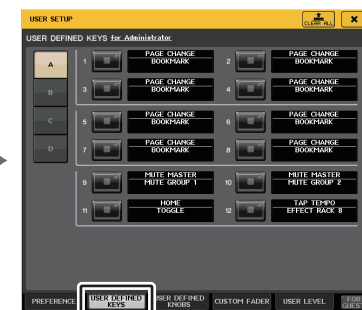 USER SETUP
CLEAR ALL
USER DEFINED KEYS for Administrator
A
B
C
D
1
PAGE CHANGE
BOOKMARK
2
PAGE CHANGE
BOOKMARK
3
PAGE CHANGE
BOOKMARK
4
PAGE CHANGE
BOOKMARK
5
PAGE CHANGE
BOOKMARK
6
PAGE CHANGE
BOOKMARK
7
PAGE CHANGE
BOOKMARK
8
PAGE CHANGE
BOOKMARK
9
MUTE MASTER
MUTE GROUP 1
10
MUTE MASTER
MUTE GROUP 2
11
HOME
TOGGLE
12
TAP TEMPO
EFFECT RACK 8
PREFERENCE
USER DEFINED
KEYS
USER DEFINED
KNOBS
CUSTOM FADER
USER LEVEL
FOR
GUEST